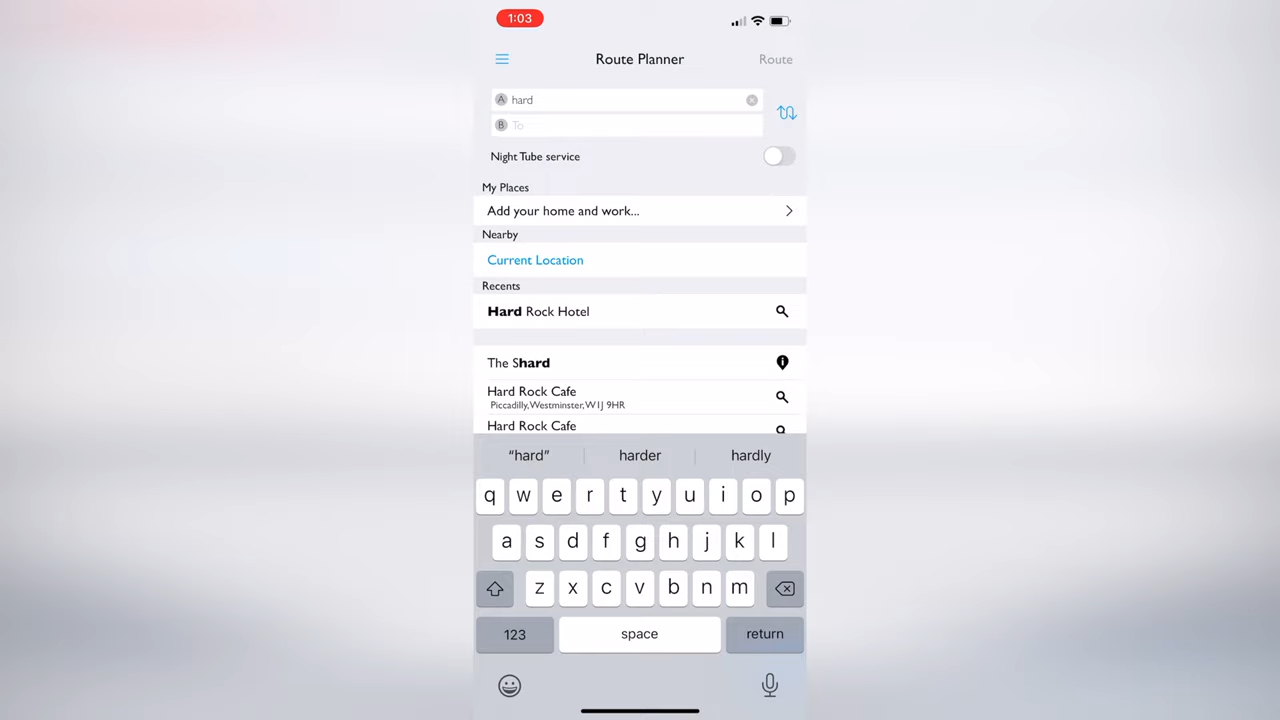 1:03
Route Planner
Route
A hard
B To
Night Tube service
My Places
Add your home and work...
Nearby
Current Location
Recents
Hard Rock Hotel
The Shard
Hard Rock Cafe
Piccadilly, Westminster, W1J 9HR
Hard Rock Cafe
“hard” harder hardly
q w e r t y u i o p
a s d f g h j k l
z x c v b n m
123 space return